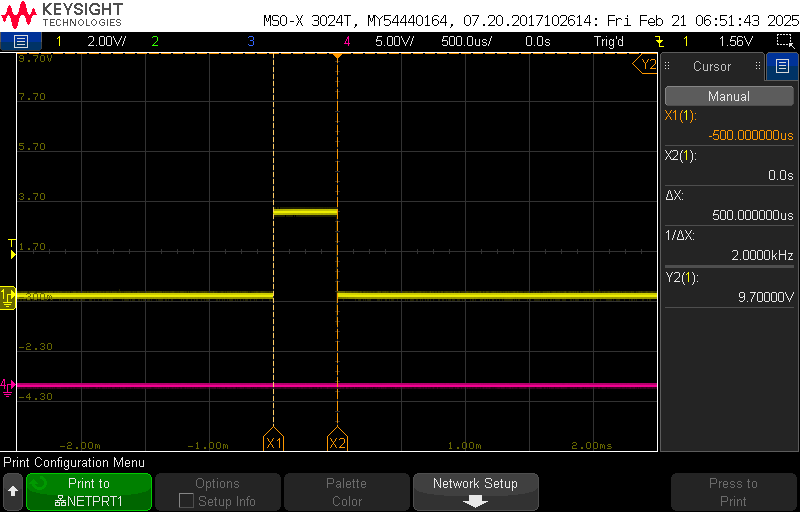 KEYSIGHT
TECHNOLOGIES
MSO-X 3024T, MY54440164, 07.20.2017102614: Fri Feb 21 06:51:43 2025
1 2.00V/ 2 3 4 5.00V/ 500.0us/ 0.0s Trig'd 1 1.56V
9.70V
7.70
5.70
3.70
1.70
-300m
-2.30
-4.30
-2.00m -1.00m 1.00m 2.00ms
Y2
T
1
4
X1 X2
Cursor
Manual
X1(1):
-500.000000us
X2(1):
0.0s
ΔX:
500.000000us
1/ΔX:
2.0000kHz
Y2(1):
9.70000V
Print Configuration Menu
Print to
NETPRT1
Options
Setup Info
Palette
Color
Network Setup
Press to
Print